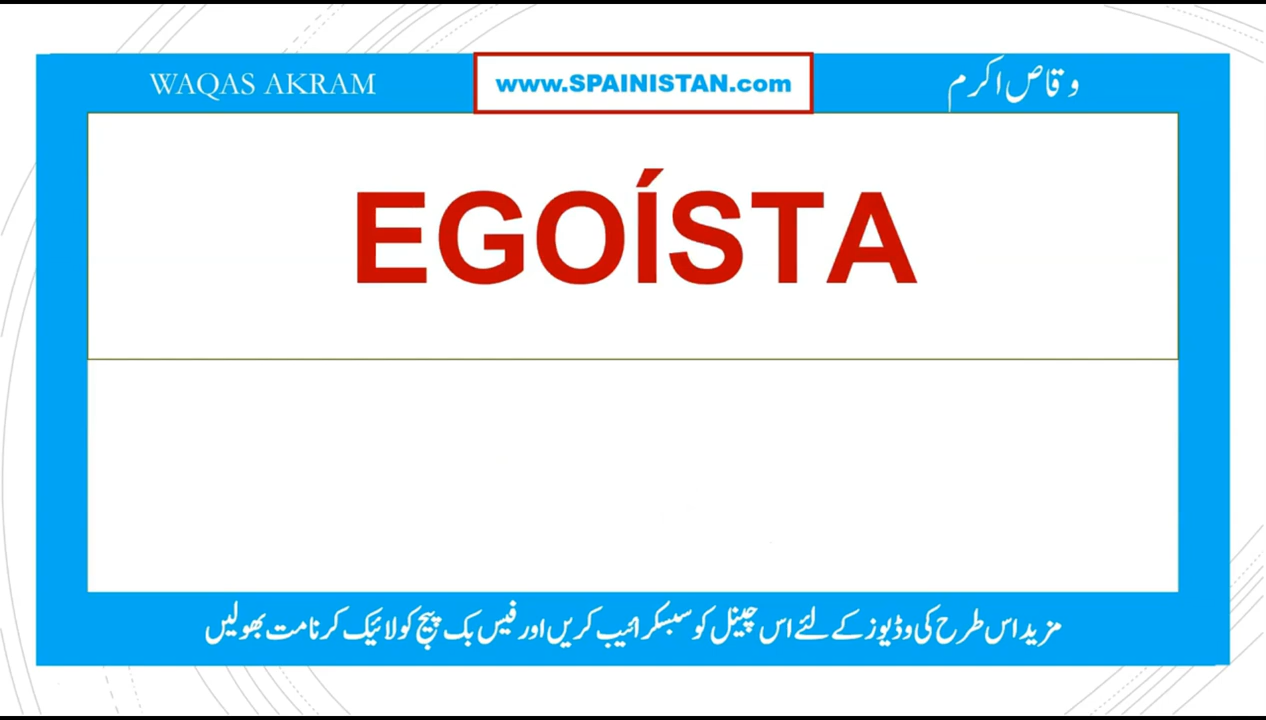 WAQAS AKRAM
www.SPAINISTAN.com
وقاص اکرم
EGOÍSTA
مزید اس طرح کی وڈیوز کے لئے اس چینل کو سبسکرائیب کریں اور فیس بک پیج کو لائیک کرنا مت بھولیں